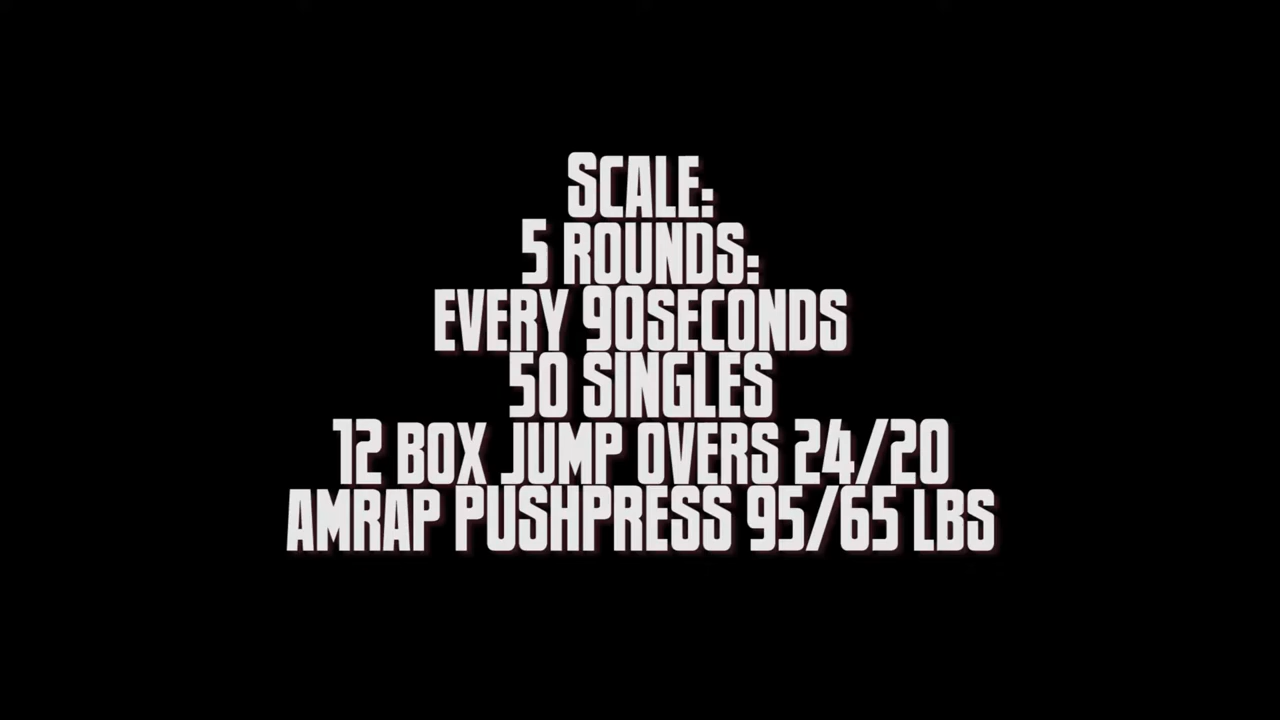 SCALE:
5 ROUNDS:
EVERY 90SECONDS
50 SINGLES
12 BOX JUMP OVERS 24/20
AMRAP PUSHPRESS 95/65 LBS